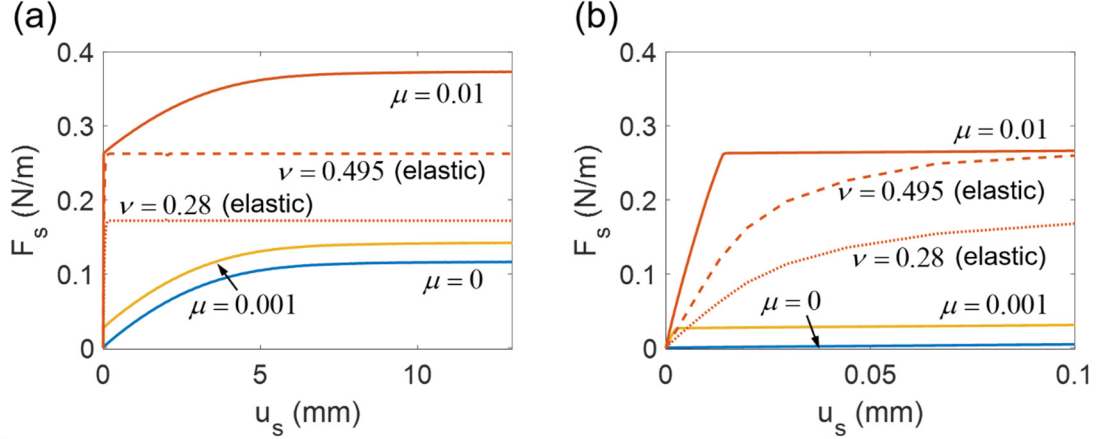 (a)
0.4
0.3
0.2
0.1
0
F_s (N/m)
μ = 0.01
ν = 0.495 (elastic)
ν = 0.28 (elastic)
μ = 0.001
μ = 0
0 5 10
u_s (mm)
(b)
0.4
0.3
0.2
0.1
0
F_s (N/m)
μ = 0.01
ν = 0.495 (elastic)
ν = 0.28 (elastic)
μ = 0
μ = 0.001
0 0.05 0.1
u_s (mm)